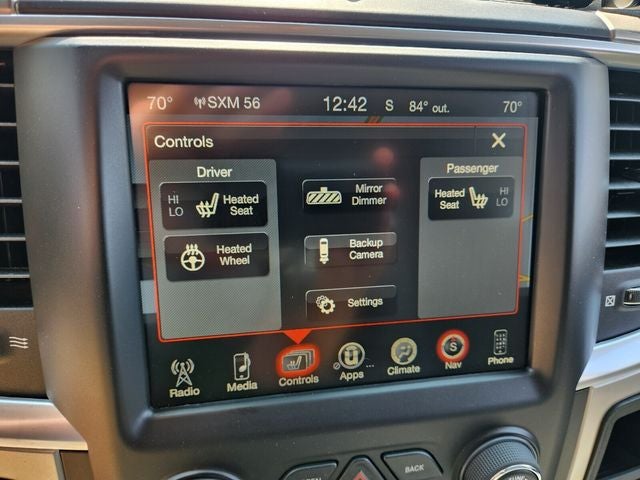 70° SXM 56 12:42 S 84° out. 70°
Controls
Driver
HI
LO
Heated
Seat
Heated
Wheel
Mirror
Dimmer
Backup
Camera
Settings
Passenger
Heated
Seat
HI
LO
Radio
Media
Controls
Apps
Climate
S
Nav
Phone
BACK